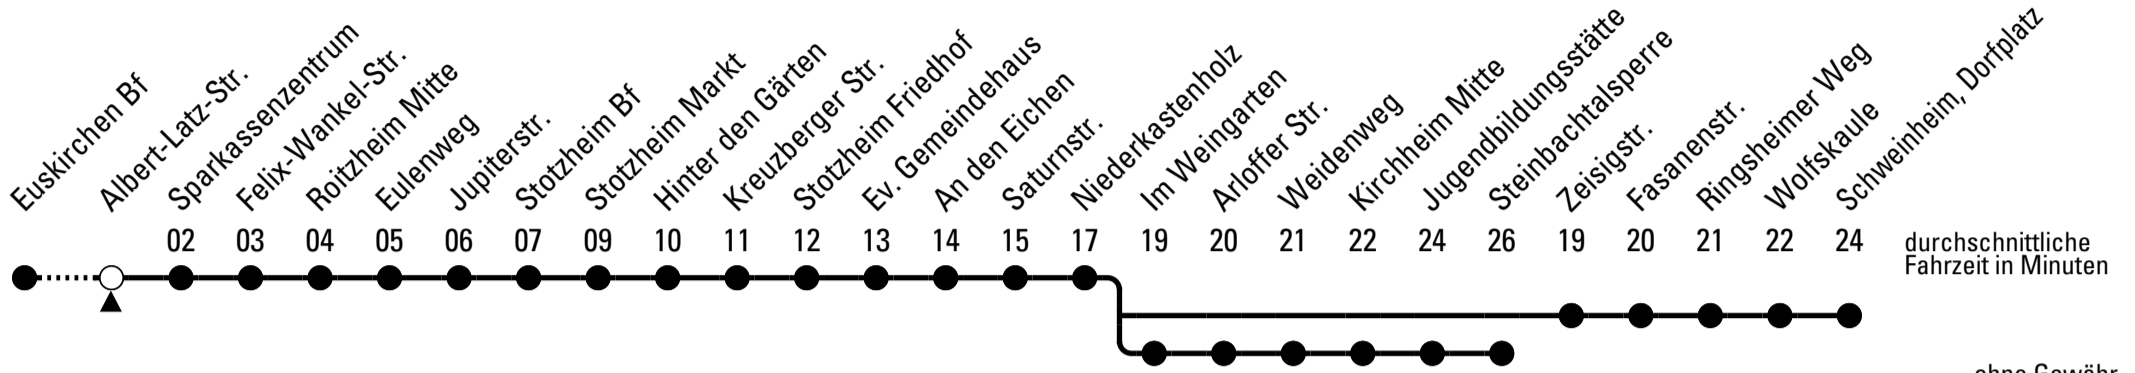 Euskirchen Bf
Albert-Latz-Str.
Sparkassenzentrum
Felix-Wankel-Str.
Roitzheim Mitte
Eulenweg
Jupiterstr.
Stotzheim Bf
Stotzheim Markt
Hinter den Gärten
Kreuzberger Str.
Stotzheim Friedhof
Ev. Gemeindehaus
An den Eichen
Saturnstr.
Niederkastenholz
Im Weingarten
Arloffer Str.
Weidenweg
Kirchheim Mitte
Jugendbildungsstätte
Steinbachtalsperre
Zeisigstr.
Fasanenstr.
Ringsheimer Weg
Wolfskaule
Schweinheim, Dorfplatz
02 03 04 05 06 07 09 10 11 12 13 14 15 17 19 20 21 22 24 26 19 20 21 22 24
durchschnittliche
Fahrzeit in Minuten
ohne Gewähr